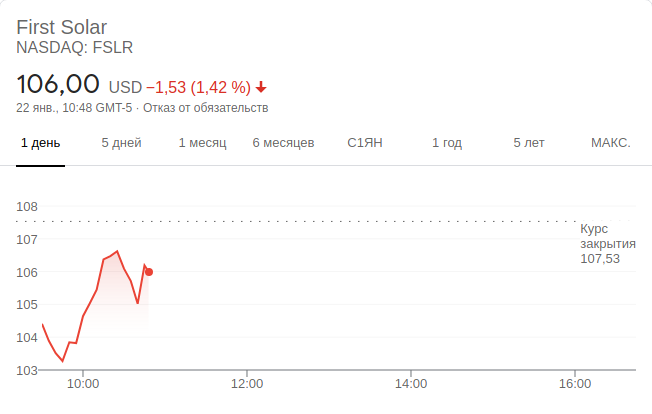 First Solar
NASDAQ: FSLR
106,00 USD −1,53 (1,42 %)
22 янв., 10:48 GMT-5 · Отказ от обязательств
1 день 5 дней 1 месяц 6 месяцев С1ЯН 1 год 5 лет МАКС.
108
Курс
закрытия
107,53
107
106
105
104
103
10:00 12:00 14:00 16:00